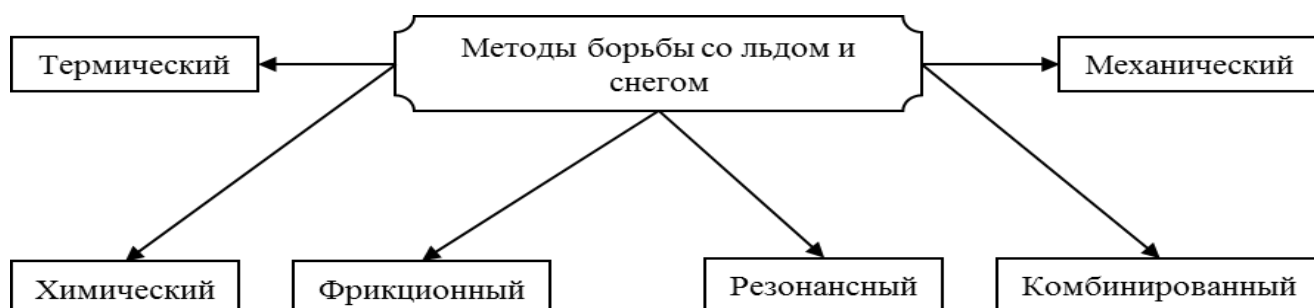 Методы борьбы со льдом и
снегом
Термический
Механический
Химический
Фрикционный
Резонансный
Комбинированный